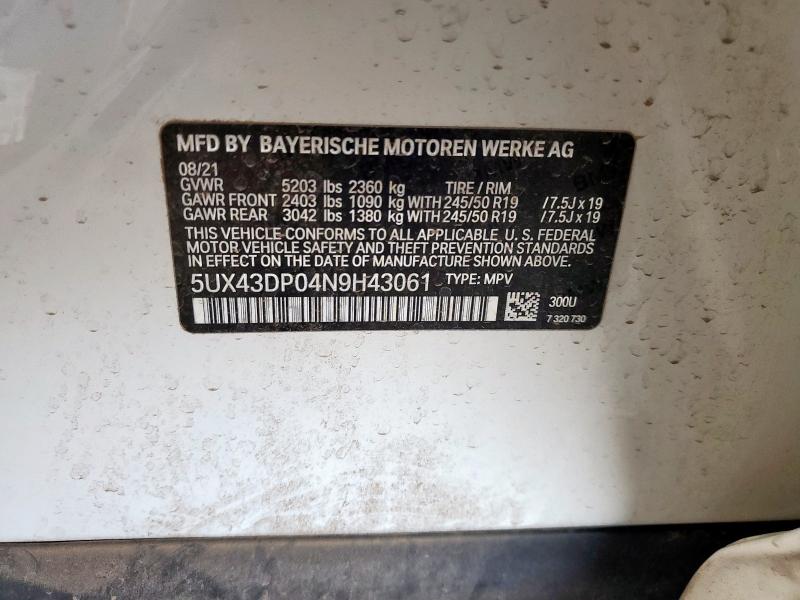 MFD BY BAYERISCHE MOTOREN WERKE AG
08/21
GVWR 5203 lbs 2360 kg TIRE / RIM
GAWR FRONT 2403 lbs 1090 kg WITH 245/50 R19 /7.5J x 19
GAWR REAR 3042 lbs 1380 kg WITH 245/50 R19 /7.5J x 19
THIS VEHICLE CONFORMS TO ALL APPLICABLE U. S. FEDERAL
MOTOR VEHICLE SAFETY AND THEFT PREVENTION STANDARDS
IN EFFECT ON THE DATE OF MANUFACTURE SHOWN ABOVE.
5UX43DP04N9H43061 TYPE: MPV
300U
7 320 730